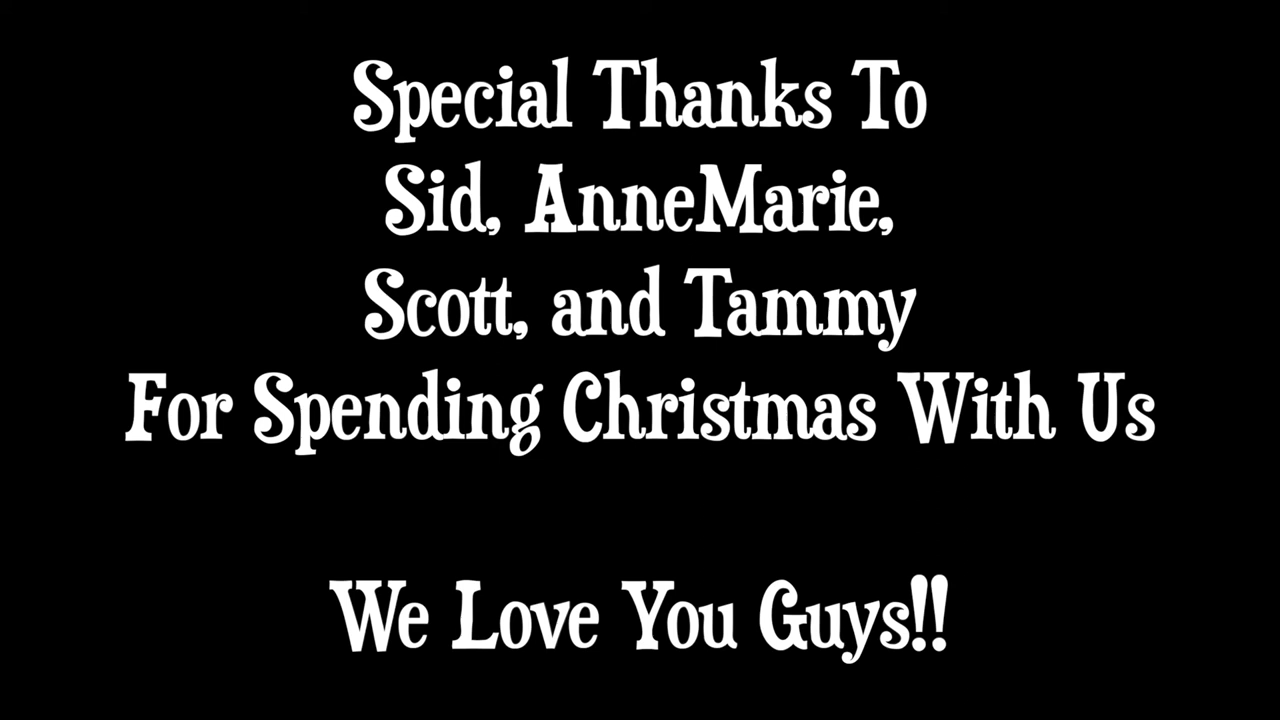 Special Thanks To
Sid, AnneMarie,
Scott, and Tammy
For Spending Christmas With Us
We Love You Guys!!